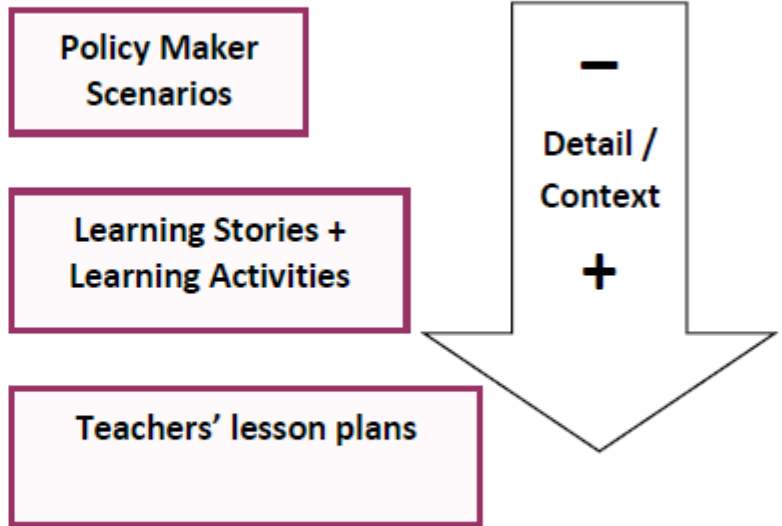 Policy Maker
Scenarios
Learning Stories +
Learning Activities
Teachers’ lesson plans
–
Detail /
Context
+